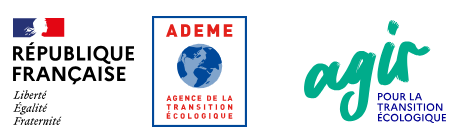 RÉPUBLIQUE
FRANÇAISE
Liberté
Égalité
Fraternité
ADEME
AGENCE DE LA
TRANSITION
ÉCOLOGIQUE
agir
POUR LA
TRANSITION
ÉCOLOGIQUE